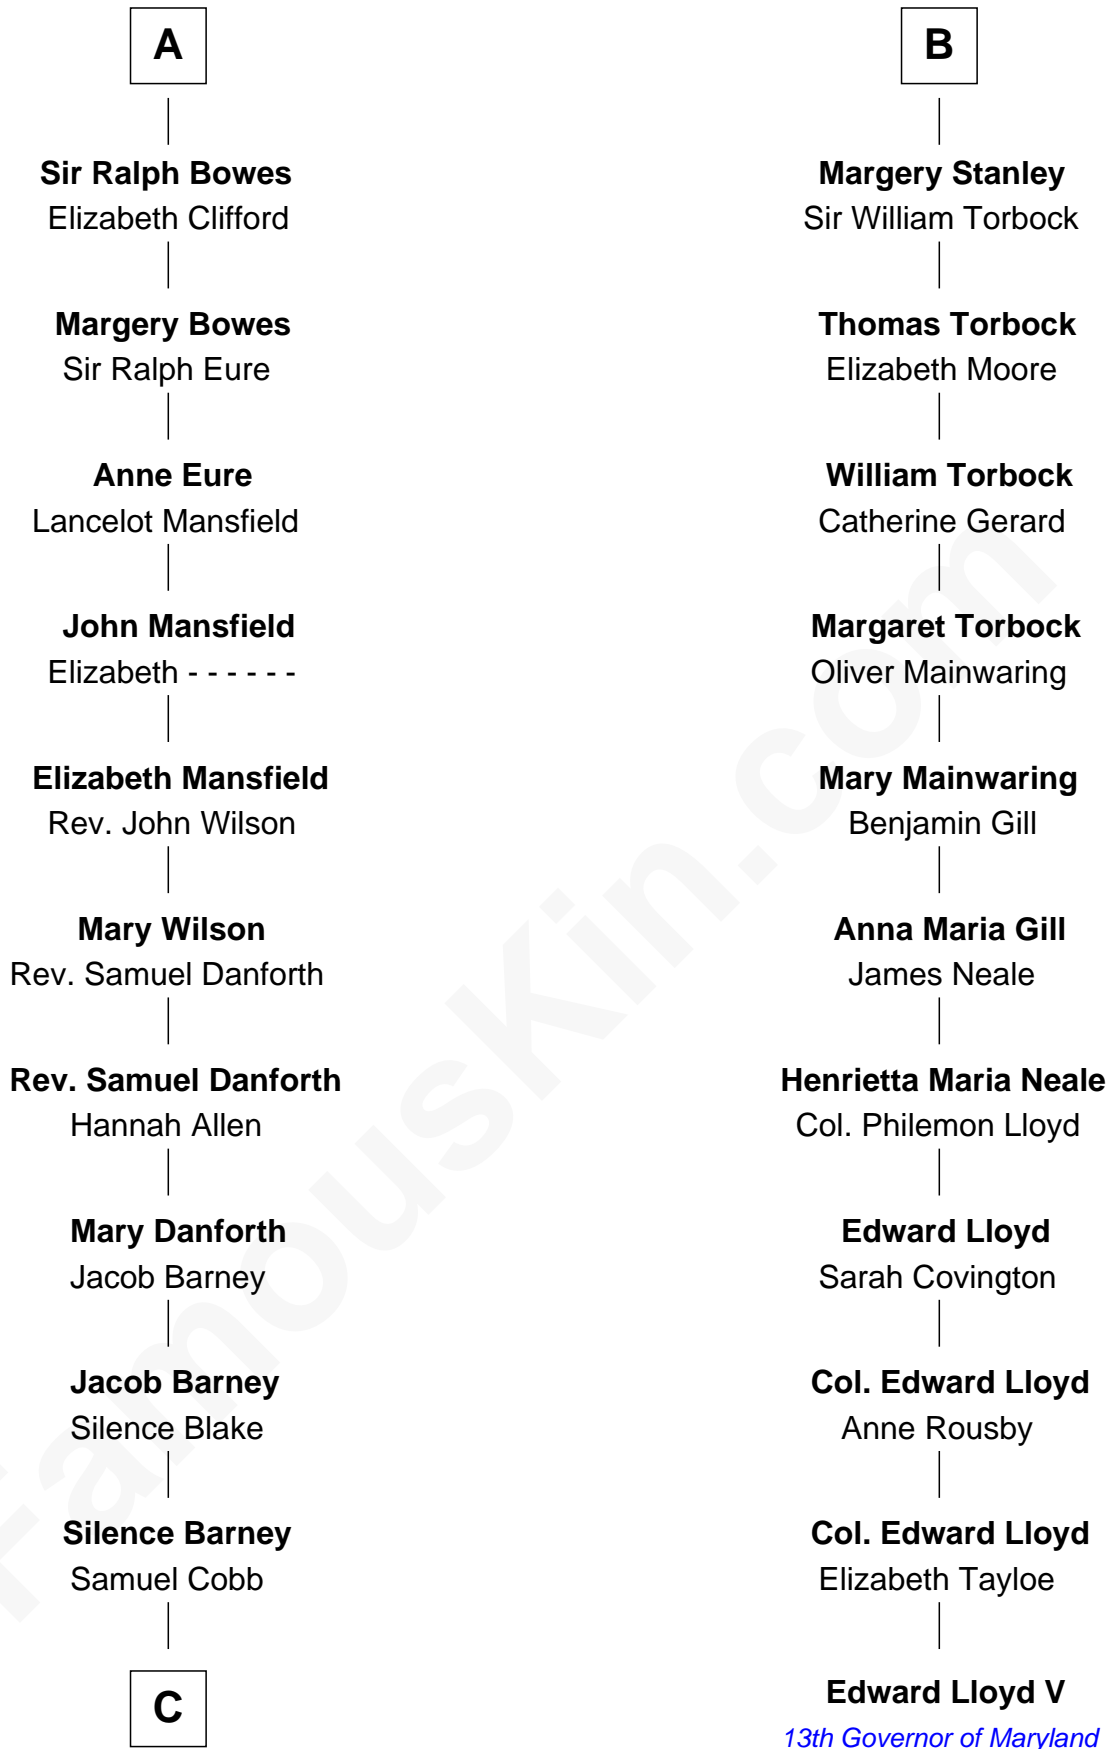 A
Sir Ralph Bowes
Elizabeth Clifford
Margery Bowes
Sir Ralph Eure
Anne Eure
Lancelot Mansfield
John Mansfield
Elizabeth - - - - - -
Elizabeth Mansfield
Rev. John Wilson
Mary Wilson
Rev. Samuel Danforth
Rev. Samuel Danforth
Hannah Allen
Mary Danforth
Jacob Barney
Jacob Barney
Silence Blake
Silence Barney
Samuel Cobb
C
B
Margery Stanley
Sir William Torbock
Thomas Torbock
Elizabeth Moore
William Torbock
Catherine Gerard
Margaret Torbock
Oliver Mainwaring
Mary Mainwaring
Benjamin Gill
Anna Maria Gill
James Neale
Henrietta Maria Neale
Col. Philemon Lloyd
Edward Lloyd
Sarah Covington
Col. Edward Lloyd
Anne Rousby
Col. Edward Lloyd
Elizabeth Tayloe
Edward Lloyd V
13th Governor of Maryland
FamousKin.com